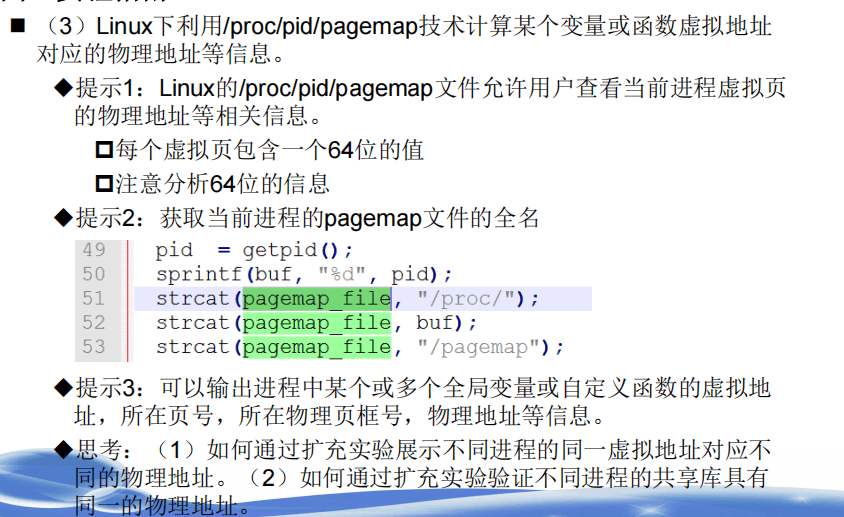 ■ （3）Linux下利用/proc/pid/pagemap技术计算某个变量或函数虚拟地址
对应的物理地址等信息。
◆提示1：Linux的/proc/pid/pagemap文件允许用户查看当前进程虚拟页
的物理地址等相关信息。
每个虚拟页包含一个64位的值
注意分析64位的信息
◆提示2：获取当前进程的pagemap文件的全名
49 pid = getpid();
50 sprintf(buf, "%d", pid);
51 strcat(pagemap_file, "/proc/");
52 strcat(pagemap_file, buf);
53 strcat(pagemap_file, "/pagemap");
◆提示3：可以输出进程中某个或多个全局变量或自定义函数的虚拟地
址，所在页号，所在物理页框号，物理地址等信息。
◆思考：（1）如何通过扩充实验展示不同进程的同一虚拟地址对应不
同的物理地址。（2）如何通过扩充实验验证不同进程的共享库具有
同一的物理地址。